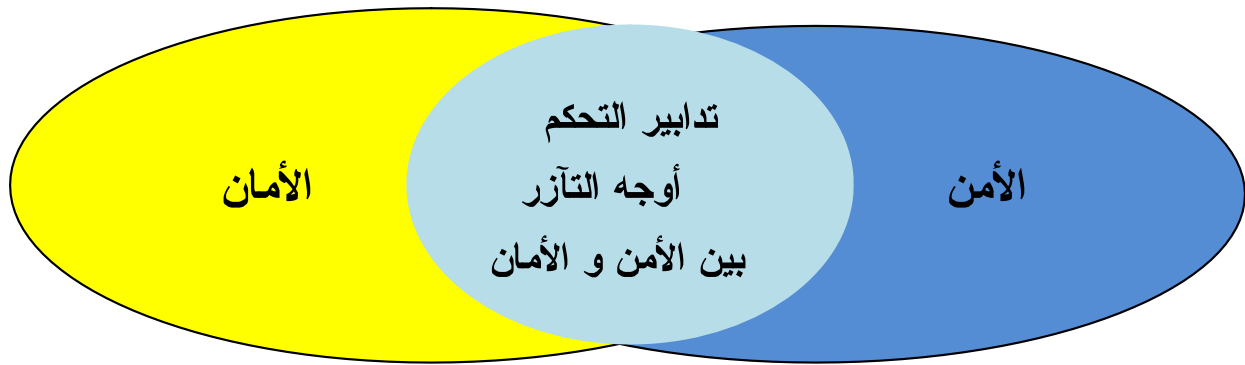 الأمن
تدابير التحكم
أوجه التآزر
بين الأمن و الأمان
الأمان